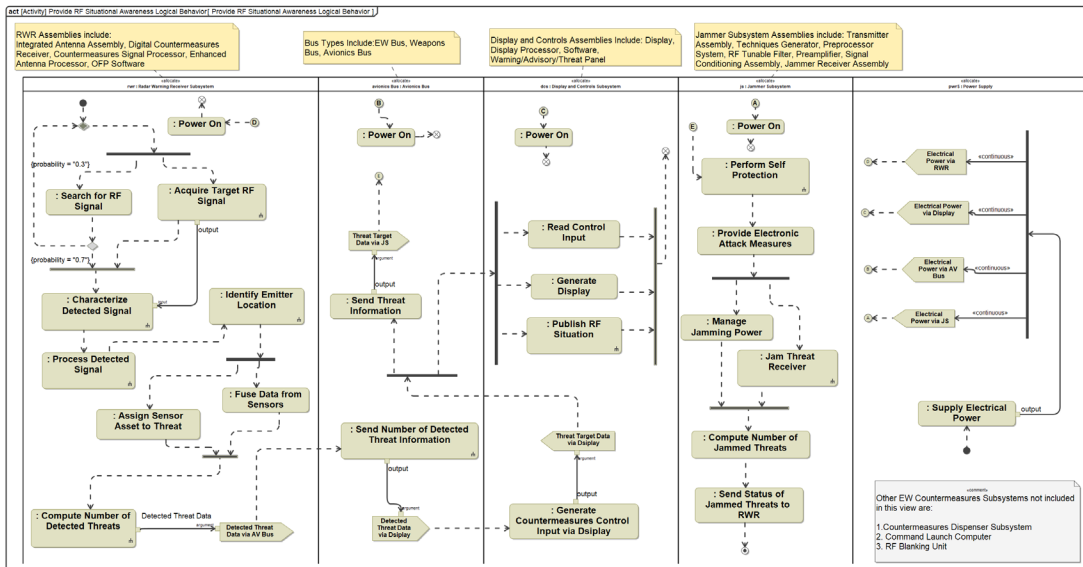 act [Activity] Provide RF Situational Awareness Logical Behavior[ Provide RF Situational Awareness Logical Behavior ]
RWR Assemblies include:
Integrated Antenna Assembly, Digital Countermeasures
Receiver, Countermeasures Signal Processor, Enhanced
Antenna Processor, OFP Software
Bus Types Include:EW Bus, Weapons
Bus, Avionics Bus
Display and Controls Assemblies Include: Display,
Display Processor, Software,
Warning/Advisory/Threat Panel
Jammer Subsystem Assemblies include: Transmitter
Assembly, Techniques Generator, Preprocessor
System, RF Tunable Filter, Preamplifier, Signal
Conditioning Assembly, Jammer Receiver Assembly
«allocate»
rwr : Radar Warning Receiver Subsystem
«allocate»
avionics Bus : Avionics Bus
«allocate»
dcs : Display and Controls Subsystem
«allocate»
js : Jammer Subsystem
«allocate»
pwrS : Power Supply
: Power On
D
{probability = "0.3"}
: Search for RF
Signal
: Acquire Target RF
Signal
output
{probability = "0.7"}
: Characterize
Detected Signal
input
: Identify Emitter
Location
: Process Detected
Signal
: Fuse Data from
Sensors
: Assign Sensor
Asset to Threat
: Compute Number of
Detected Threats
Detected Threat Data
argument
Detected Threat
Data via AV Bus
B
: Power On
E
Threat Target
Data via JS
argument
output
: Send Threat
Information
: Send Number of Detected
Threat Information
output
argument
Detected
Threat Data
via Dsiplay
C
: Power On
: Read Control
Input
: Generate
Display
: Publish RF
Situation
Threat Target Data
via Dsiplay
argument
output
: Generate
Countermeasures Control
Input via Dsiplay
A
: Power On
E
: Perform Self
Protection
: Provide Electronic
Attack Measures
: Manage
Jamming Power
: Jam Threat
Receiver
: Compute Number of
Jammed Threats
: Send Status of
Jammed Threats to
RWR
D
Electrical
Power via
RWR
«continuous»
C
Electrical Power
via Display
«continuous»
B
Electrical
Power via AV
Bus
«continuous»
A
Electrical
Power via JS
«continuous»
: Supply Electrical
Power
output
«comment»
Other EW Countermeasures Subsystems not included
in this view are:
1.Countermeasures Dispenser Subsystem
2. Command Launch Computer
3. RF Blanking Unit